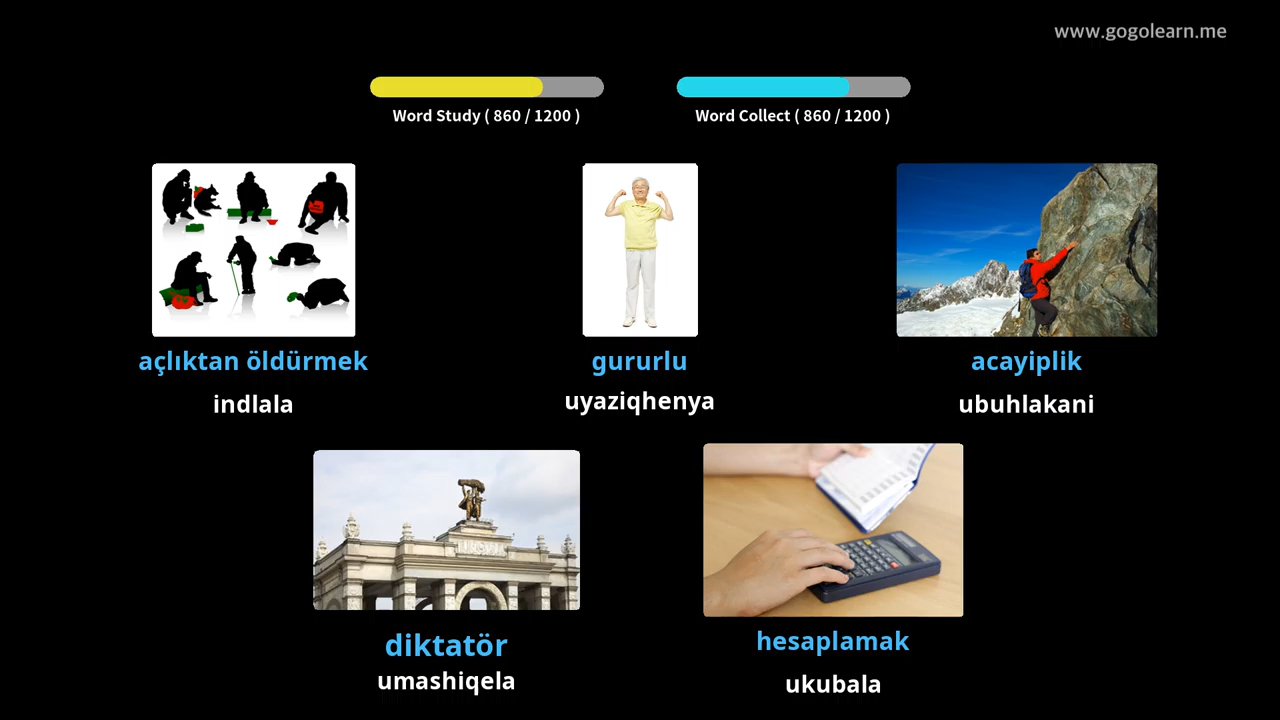 www.gogolearn.me
Word Study ( 860 / 1200 )
Word Collect ( 860 / 1200 )
açlıktan öldürmek
gururlu
acayiplik
indlala
uyaziqhenya
ubuhlakani
diktatör
hesaplamak
umashiqela
ukubala